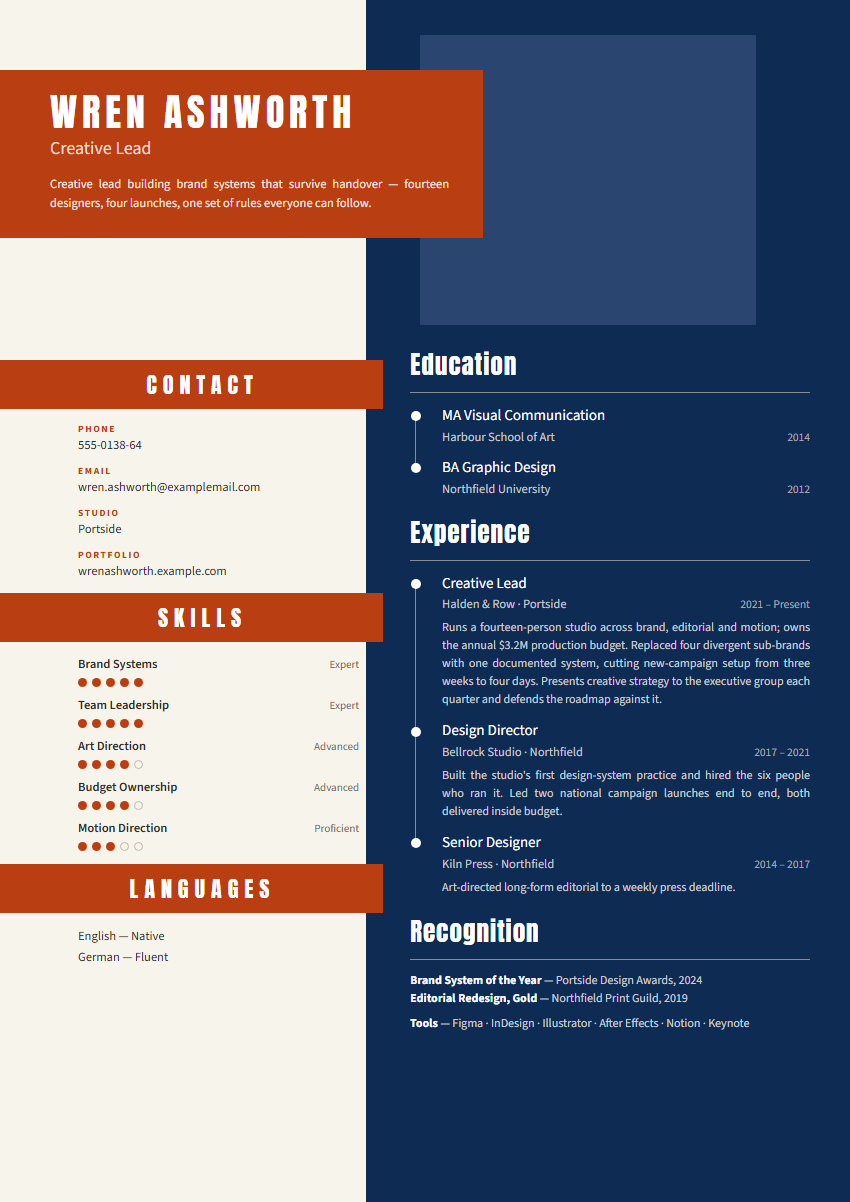 WREN ASHWORTH
Creative Lead
Creative lead building brand systems that survive handover — fourteen
designers, four launches, one set of rules everyone can follow.
CONTACT
PHONE
555-0138-64
EMAIL
wren.ashworth@examplemail.com
STUDIO
Portside
PORTFOLIO
wrenashworth.example.com
SKILLS
Brand Systems Expert
Team Leadership Expert
Art Direction Advanced
Budget Ownership Advanced
Motion Direction Proficient
LANGUAGES
English — Native
German — Fluent
Education
MA Visual Communication
Harbour School of Art 2014
BA Graphic Design
Northfield University 2012
Experience
Creative Lead
Halden & Row · Portside 2021 – Present
Runs a fourteen-person studio across brand, editorial and motion; owns
the annual $3.2M production budget. Replaced four divergent sub-brands
with one documented system, cutting new-campaign setup from three
weeks to four days. Presents creative strategy to the executive group each
quarter and defends the roadmap against it.
Design Director
Bellrock Studio · Northfield 2017 – 2021
Built the studio's first design-system practice and hired the six people
who ran it. Led two national campaign launches end to end, both
delivered inside budget.
Senior Designer
Kiln Press · Northfield 2014 – 2017
Art-directed long-form editorial to a weekly press deadline.
Recognition
Brand System of the Year — Portside Design Awards, 2024
Editorial Redesign, Gold — Northfield Print Guild, 2019
Tools — Figma · InDesign · Illustrator · After Effects · Notion · Keynote